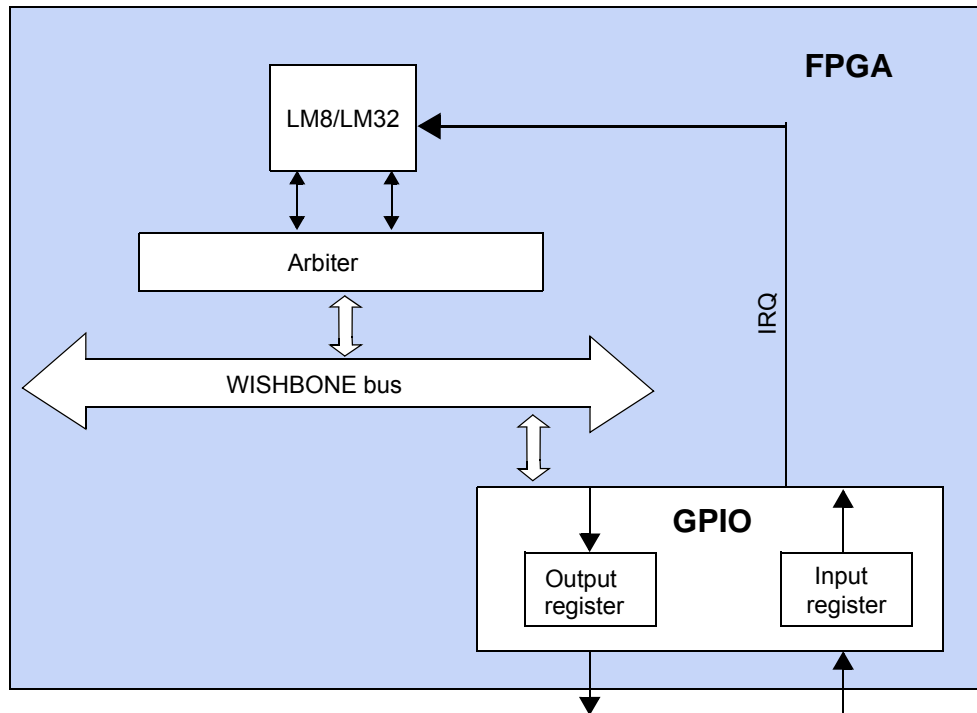 FPGA
LM8/LM32
Arbiter
IRQ
WISHBONE bus
GPIO
Output
register
Input
register